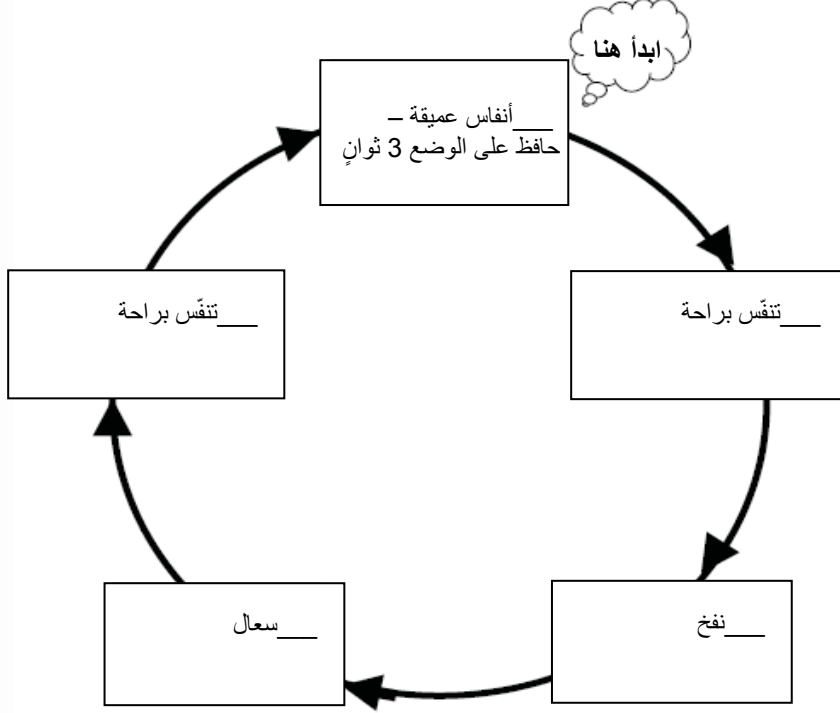 ابدأ هنا
___أنفاس عميقة –
حافظ على الوضع 3 ثوانٍ
___تنفّس براحة
___نفخ
___سعال
___تنفّس براحة